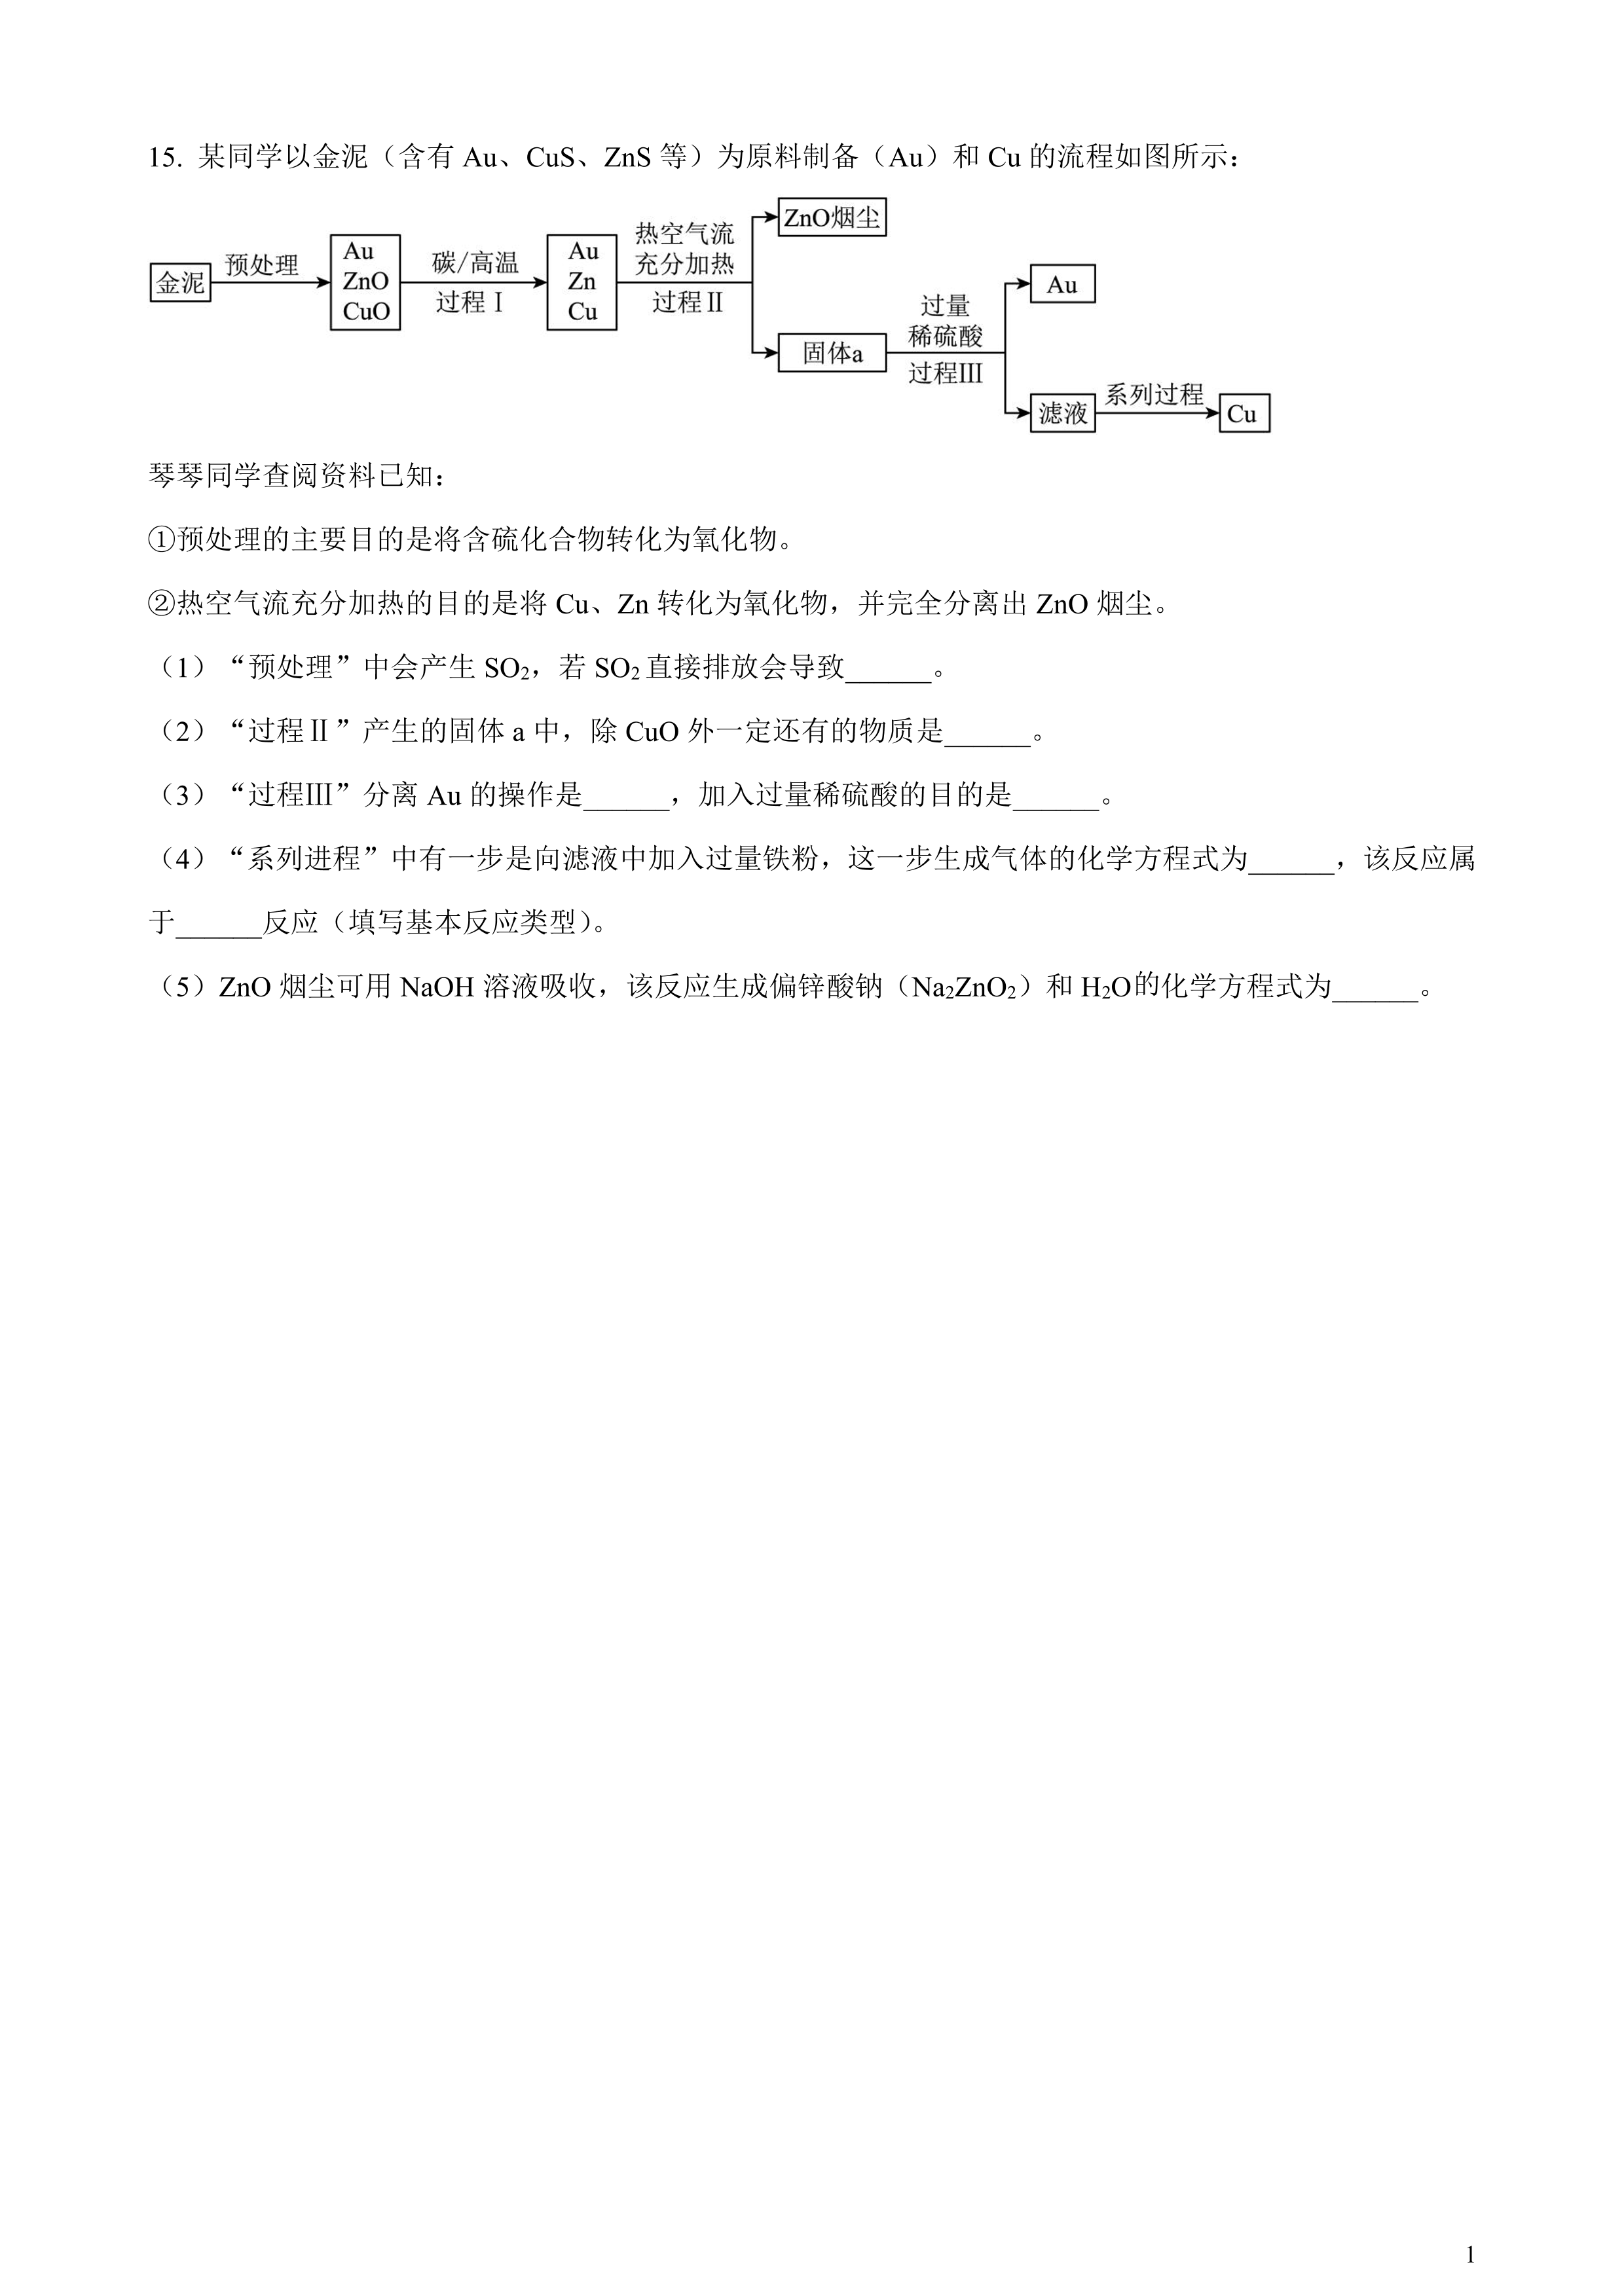 15. 某同学以金泥（含有 Au、CuS、ZnS 等）为原料制备（Au）和 Cu 的流程如图所示：
金泥
预处理
Au
ZnO
CuO
碳/高温
过程Ⅰ
Au
Zn
Cu
热空气流
充分加热
过程Ⅱ
ZnO烟尘
固体a
过量
稀硫酸
过程Ⅲ
Au
滤液
系列过程
Cu
琴琴同学查阅资料已知：
①预处理的主要目的是将含硫化合物转化为氧化物。
②热空气流充分加热的目的是将 Cu、Zn 转化为氧化物，并完全分离出 ZnO 烟尘。
（1）“预处理”中会产生 SO₂，若 SO₂直接排放会导致______。
（2）“过程Ⅱ”产生的固体 a 中，除 CuO 外一定还有的物质是______。
（3）“过程Ⅲ”分离 Au 的操作是______，加入过量稀硫酸的目的是______。
（4）“系列进程”中有一步是向滤液中加入过量铁粉，这一步生成气体的化学方程式为______，该反应属
于______反应（填写基本反应类型）。
（5）ZnO 烟尘可用 NaOH 溶液吸收，该反应生成偏锌酸钠（Na₂ZnO₂）和 H₂O的化学方程式为______。
1